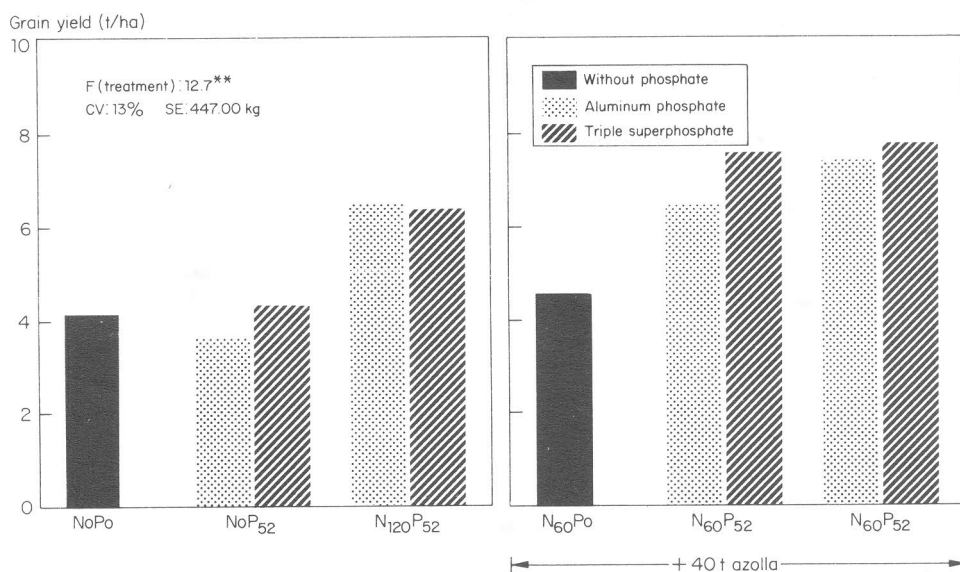 Grain yield (t/ha)
10
8
6
4
2
0
F (treatment): 12.7**
CV: 13% SE: 447.00 kg
Without phosphate
Aluminum phosphate
Triple superphosphate
NoPo NoP52 N120P52 N60Po N60P52 N60P52
+ 40 t azolla